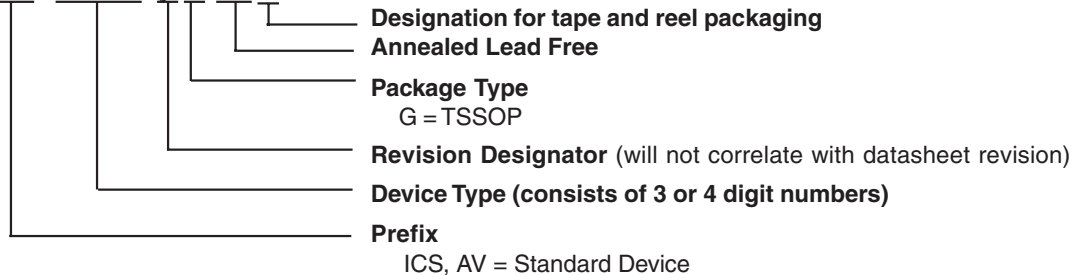 Designation for tape and reel packaging
Annealed Lead Free
Package Type
G = TSSOP
Revision Designator (will not correlate with datasheet revision)
Device Type (consists of 3 or 4 digit numbers)
Prefix
ICS, AV = Standard Device